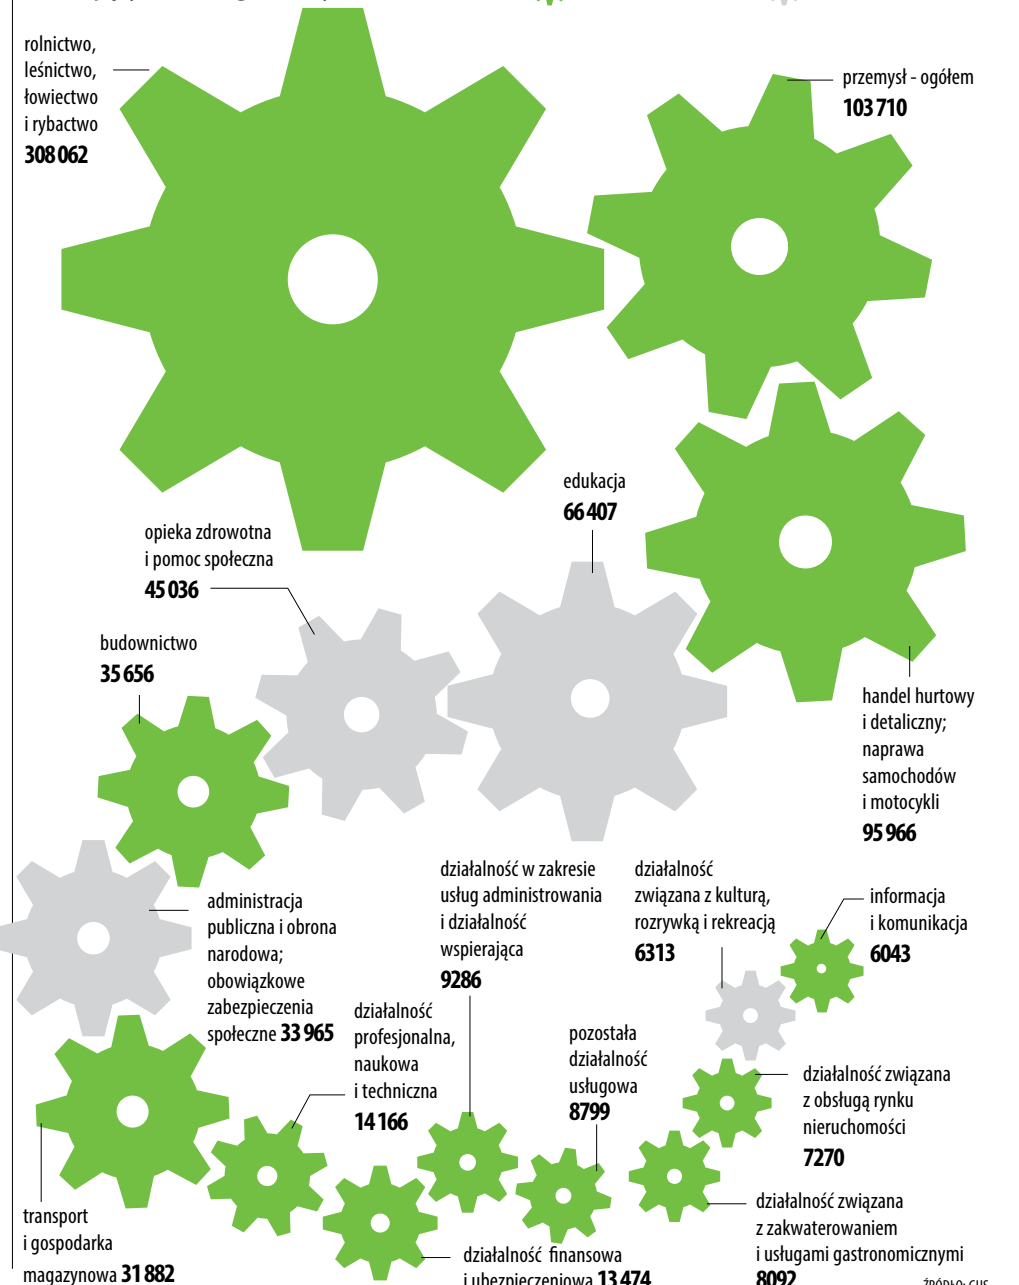 rolnictwo,
leśnictwo,
łowiectwo
i rybactwo
308 062
przemysł - ogółem
103 710
edukacja
66 407
opieka zdrowotna
i pomoc społeczna
45 036
budownictwo
35 656
handel hurtowy
i detaliczny;
naprawa
samochodów
i motocykli
95 966
administracja
publiczna i obrona
narodowa;
obowiązkowe
zabezpieczenia
społeczne 33 965
działalność w zakresie
usług administrowania
i działalność
wspierająca
9286
działalność
związana z kulturą,
rozrywką i rekreacją
6313
informacja
i komunikacja
6043
działalność
profesjonalna,
naukowa
i techniczna
14 166
pozostała
działalność
usługowa
8799
działalność związana
z obsługą rynku
nieruchomości
7270
transport
i gospodarka
magazynowa 31 882
działalność finansowa
i ubezpieczeniowa 13 474
działalność związana
z zakwaterowaniem
i usługami gastronomicznymi
8092
ŹRÓDŁO: GUS